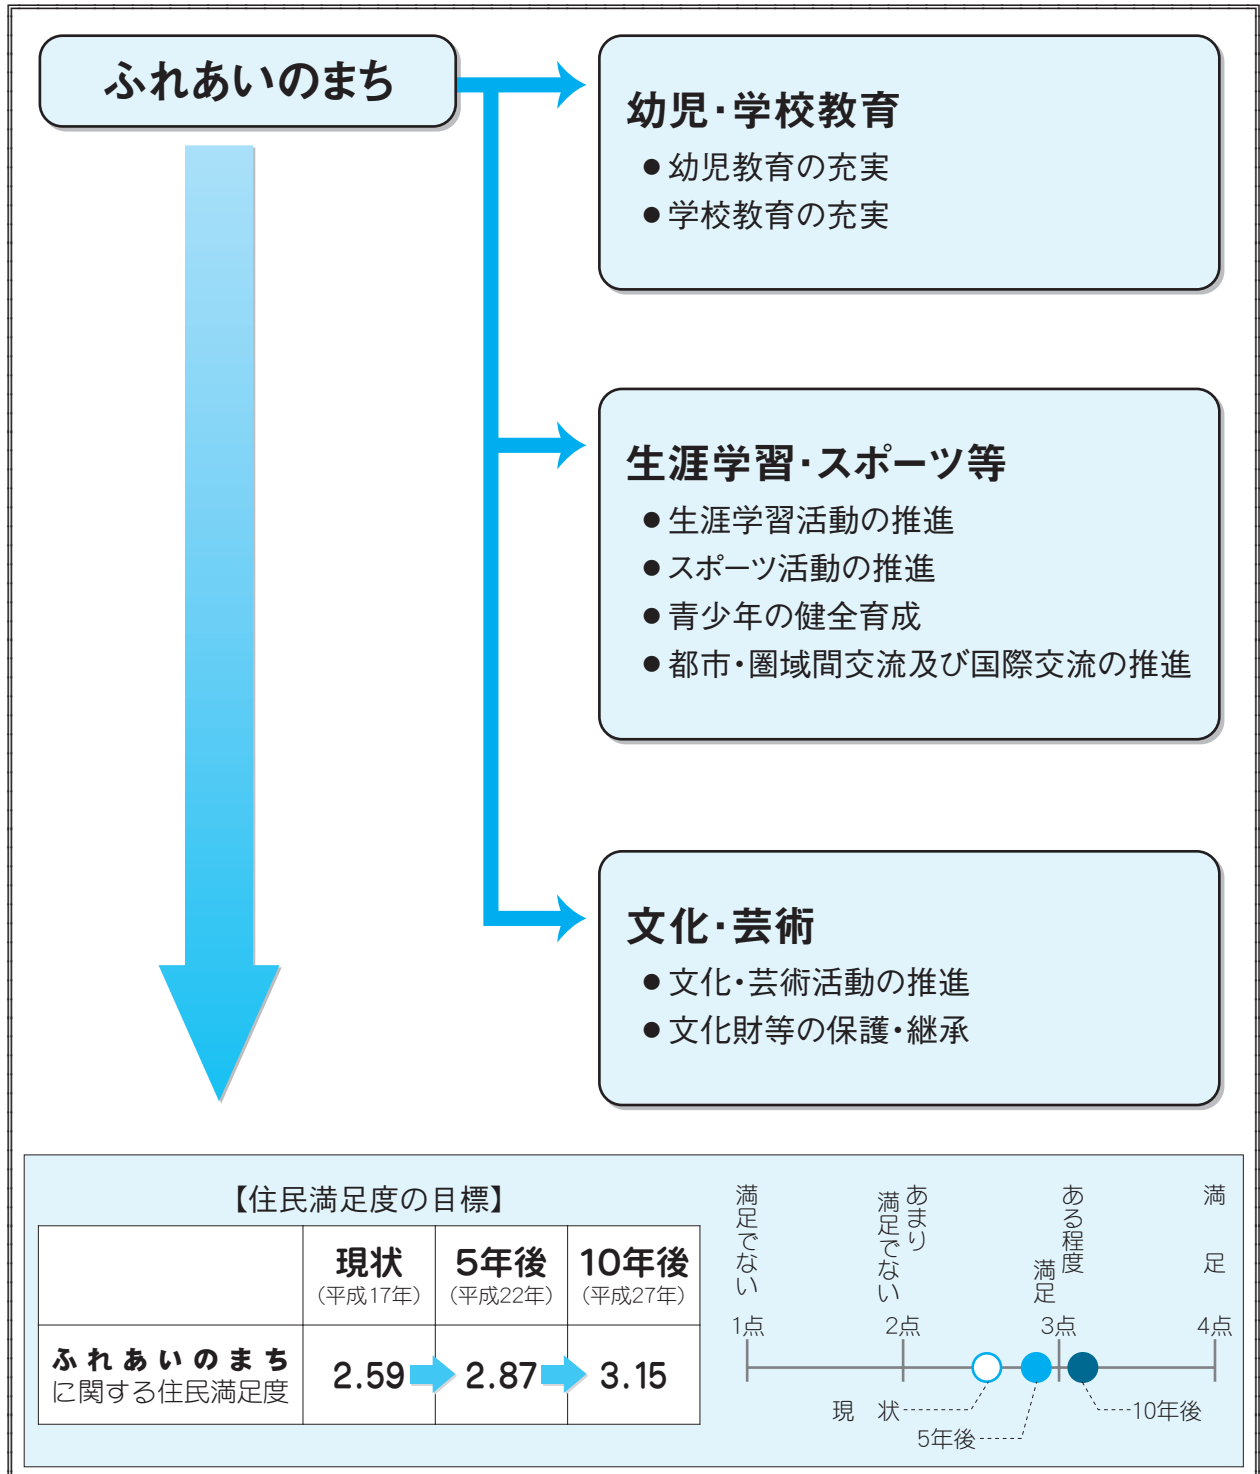 ふれあいのまち
幼児・学校教育
● 幼児教育の充実
● 学校教育の充実
生涯学習・スポーツ等
● 生涯学習活動の推進
● スポーツ活動の推進
● 青少年の健全育成
● 都市・圏域間交流及び国際交流の推進
文化・芸術
● 文化・芸術活動の推進
● 文化財等の保護・継承
【住民満足度の目標】
現状 5年後 10年後
（平成17年） （平成22年） （平成27年）
ふれあいのまち
に関する住民満足度
2.59 2.87 3.15
満足でない
あまり
満足でない
ある程度
満足
満足
1点 2点 3点 4点
現状
5年後
10年後